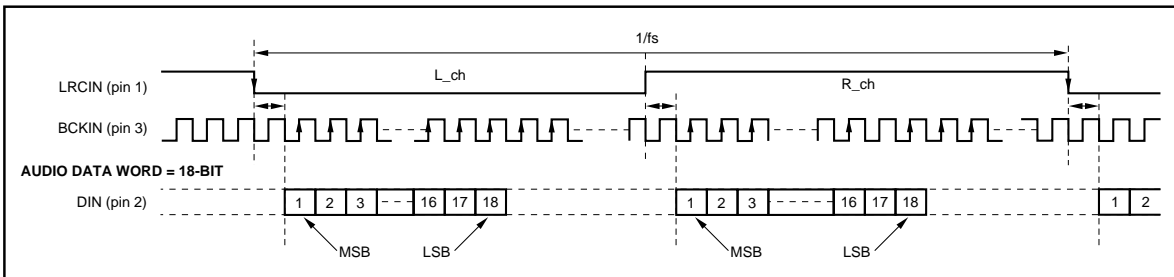 1/fs
L_ch
R_ch
LRCIN (pin 1)
BCKIN (pin 3)
AUDIO DATA WORD = 18-BIT
DIN (pin 2)
1 2 3 16 17 18 1 2 3 16 17 18 1 2
MSB LSB MSB LSB